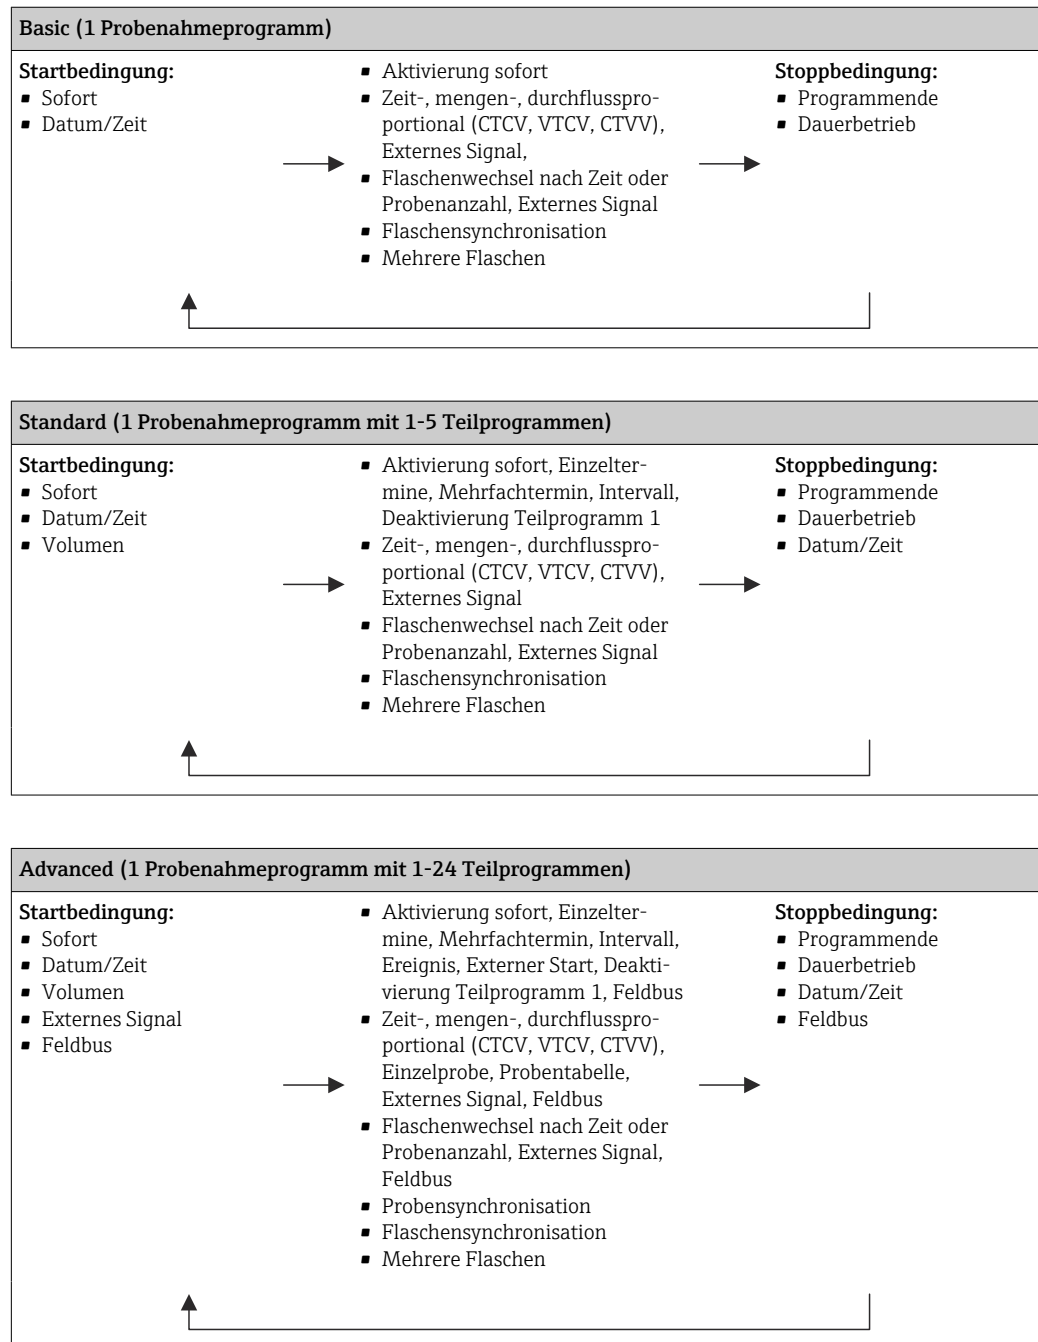 Basic (1 Probenahmeprogramm)
Startbedingung:
▪ Sofort
▪ Datum/Zeit
▪ Aktivierung sofort
▪ Zeit-, mengen-, durchflusspro-
portional (CTCV, VTCV, CTVV),
Externes Signal,
▪ Flaschenwechsel nach Zeit oder
Probenanzahl, Externes Signal
▪ Flaschensynchronisation
▪ Mehrere Flaschen
Stoppbedingung:
▪ Programmende
▪ Dauerbetrieb
Standard (1 Probenahmeprogramm mit 1-5 Teilprogrammen)
Startbedingung:
▪ Sofort
▪ Datum/Zeit
▪ Volumen
▪ Aktivierung sofort, Einzelter-
mine, Mehrfachtermin, Intervall,
Deaktivierung Teilprogramm 1
▪ Zeit-, mengen-, durchflusspro-
portional (CTCV, VTCV, CTVV),
Externes Signal
▪ Flaschenwechsel nach Zeit oder
Probenanzahl, Externes Signal
▪ Flaschensynchronisation
▪ Mehrere Flaschen
Stoppbedingung:
▪ Programmende
▪ Dauerbetrieb
▪ Datum/Zeit
Advanced (1 Probenahmeprogramm mit 1-24 Teilprogrammen)
Startbedingung:
▪ Sofort
▪ Datum/Zeit
▪ Volumen
▪ Externes Signal
▪ Feldbus
▪ Aktivierung sofort, Einzelter-
mine, Mehrfachtermin, Intervall,
Ereignis, Externer Start, Deakti-
vierung Teilprogramm 1, Feldbus
▪ Zeit-, mengen-, durchflusspro-
portional (CTCV, VTCV, CTVV),
Einzelprobe, Probentabelle,
Externes Signal, Feldbus
▪ Flaschenwechsel nach Zeit oder
Probenanzahl, Externes Signal,
Feldbus
▪ Probensynchronisation
▪ Flaschensynchronisation
▪ Mehrere Flaschen
Stoppbedingung:
▪ Programmende
▪ Dauerbetrieb
▪ Datum/Zeit
▪ Feldbus